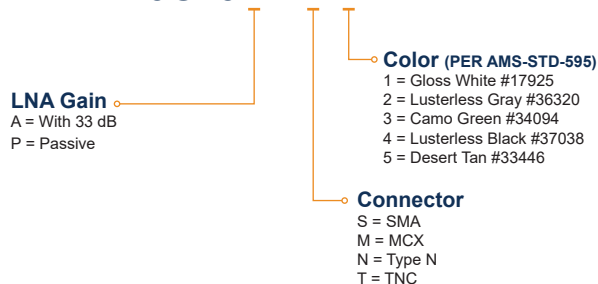 Color (PER AMS-STD-595)
1 = Gloss White #17925
2 = Lusterless Gray #36320
3 = Camo Green #34094
4 = Lusterless Black #37038
5 = Desert Tan #33446
LNA Gain
A = With 33 dB
P = Passive
Connector
S = SMA
M = MCX
N = Type N
T = TNC